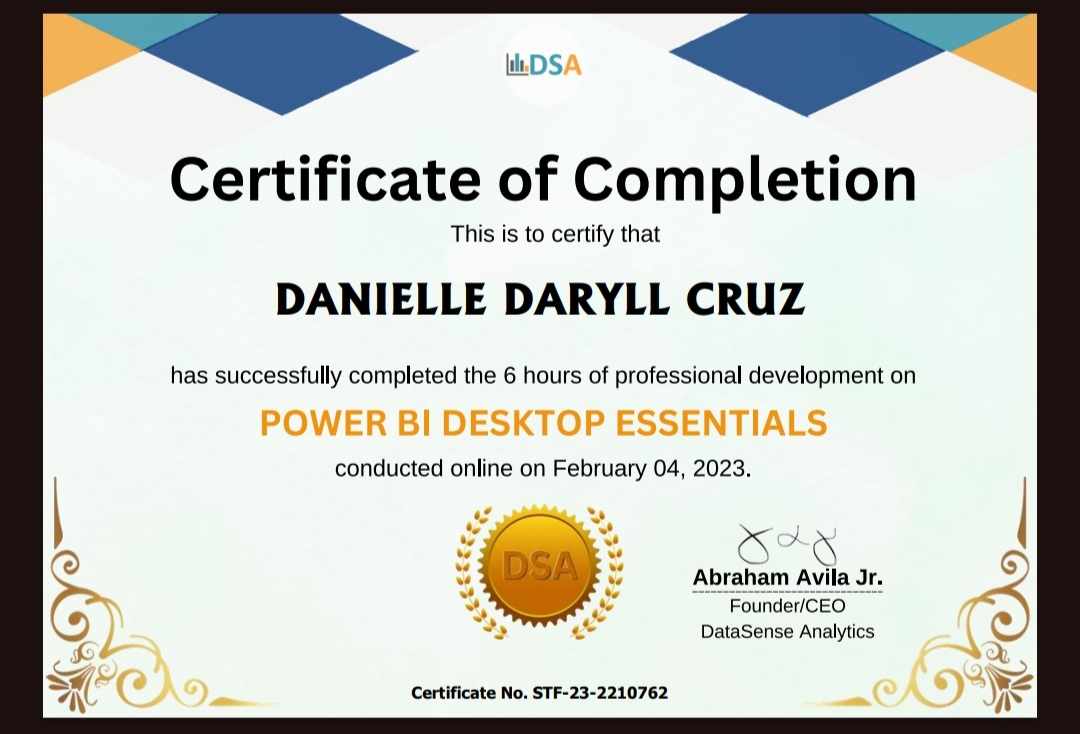 DSA
Certificate of Completion
This is to certify that
DANIELLE DARYLL CRUZ
has successfully completed the 6 hours of professional development on
POWER BI DESKTOP ESSENTIALS
conducted online on February 04, 2023.
DSA
Abraham Avila Jr.
Founder/CEO
DataSense Analytics
Certificate No. STF-23-2210762